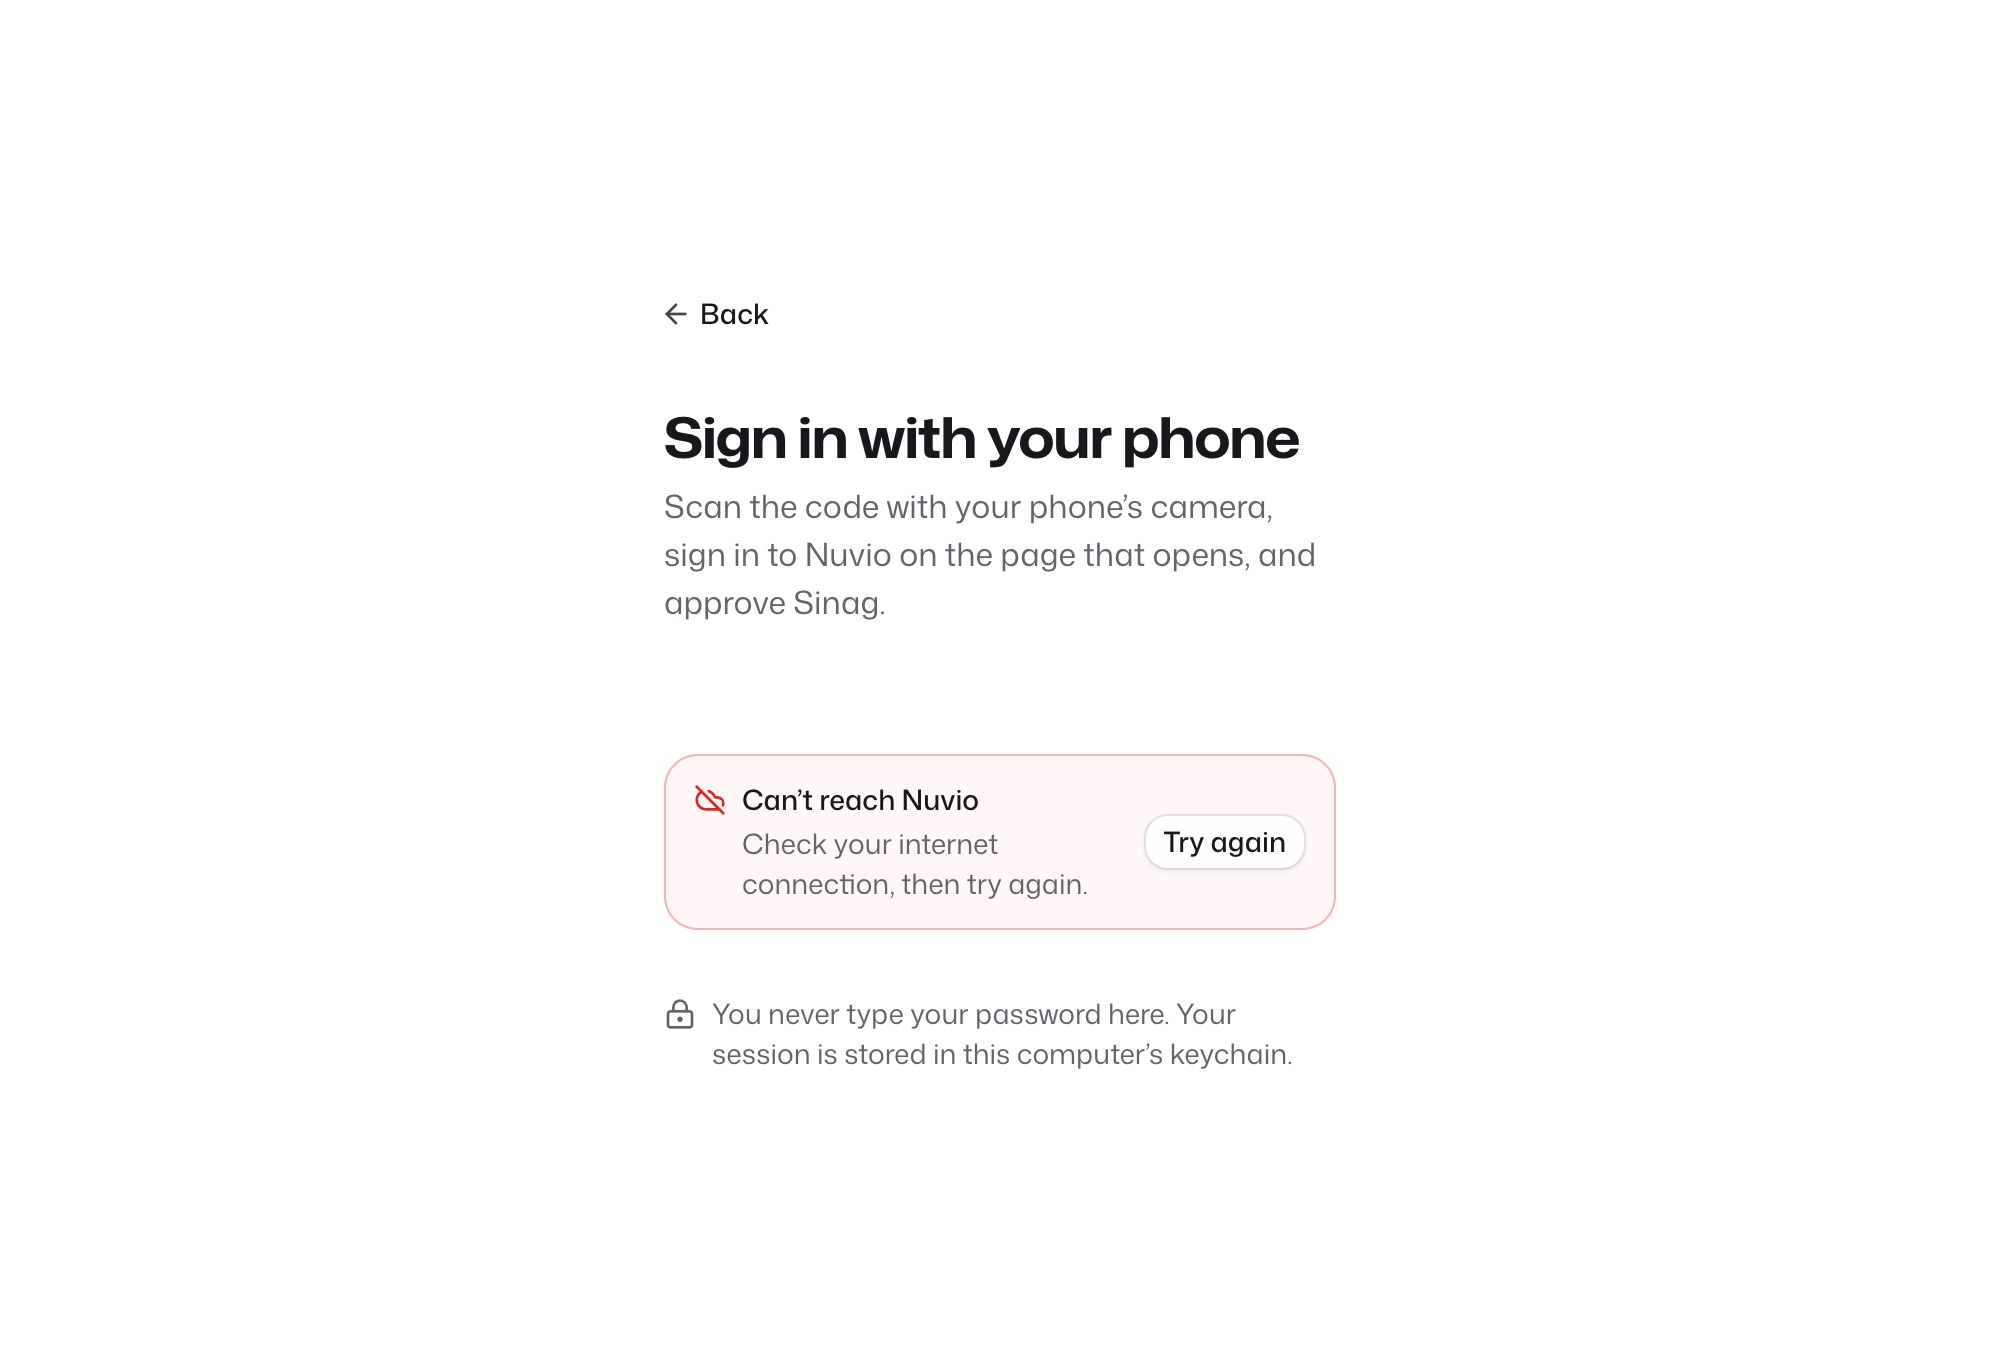 Back
Sign in with your phone
Scan the code with your phone’s camera,
sign in to Nuvio on the page that opens, and
approve Sinag.
Can’t reach Nuvio
Check your internet
connection, then try again.
Try again
You never type your password here. Your
session is stored in this computer’s keychain.